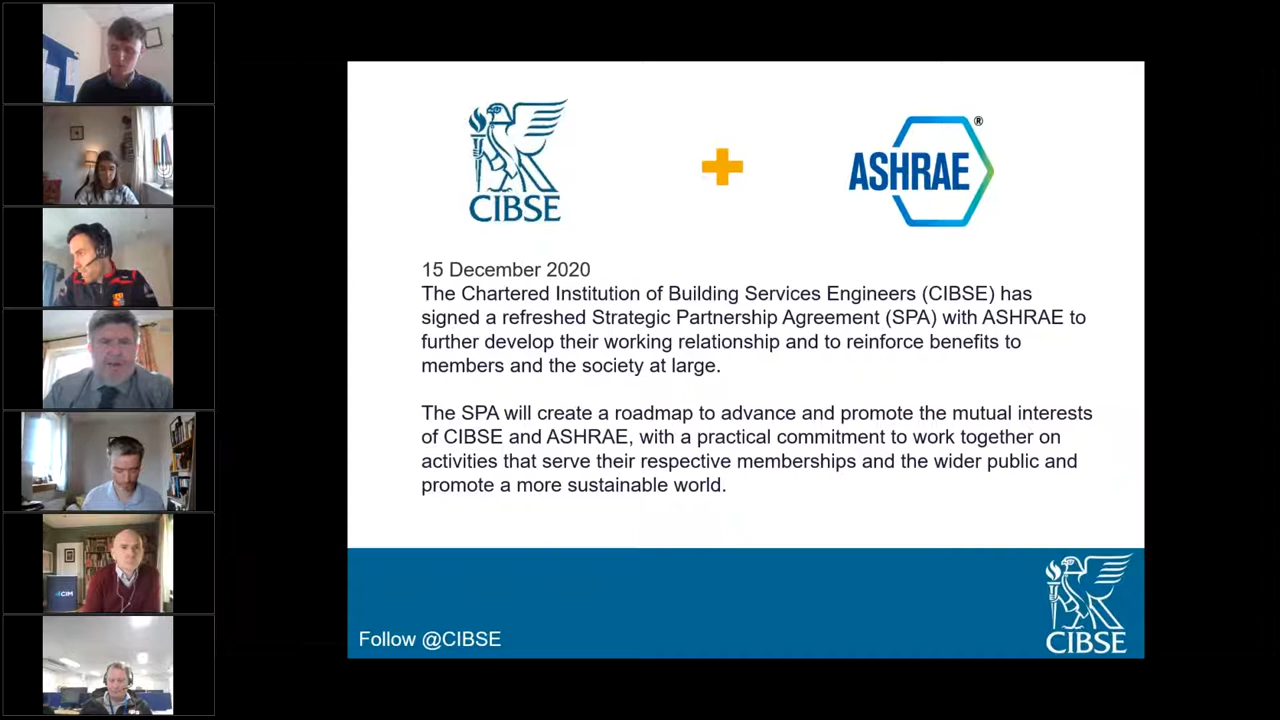 CIBSE
ASHRAE®
15 December 2020
The Chartered Institution of Building Services Engineers (CIBSE) has
signed a refreshed Strategic Partnership Agreement (SPA) with ASHRAE to
further develop their working relationship and to reinforce benefits to
members and the society at large.
The SPA will create a roadmap to advance and promote the mutual interests
of CIBSE and ASHRAE, with a practical commitment to work together on
activities that serve their respective memberships and the wider public and
promote a more sustainable world.
Follow @CIBSE
CIBSE
CIM